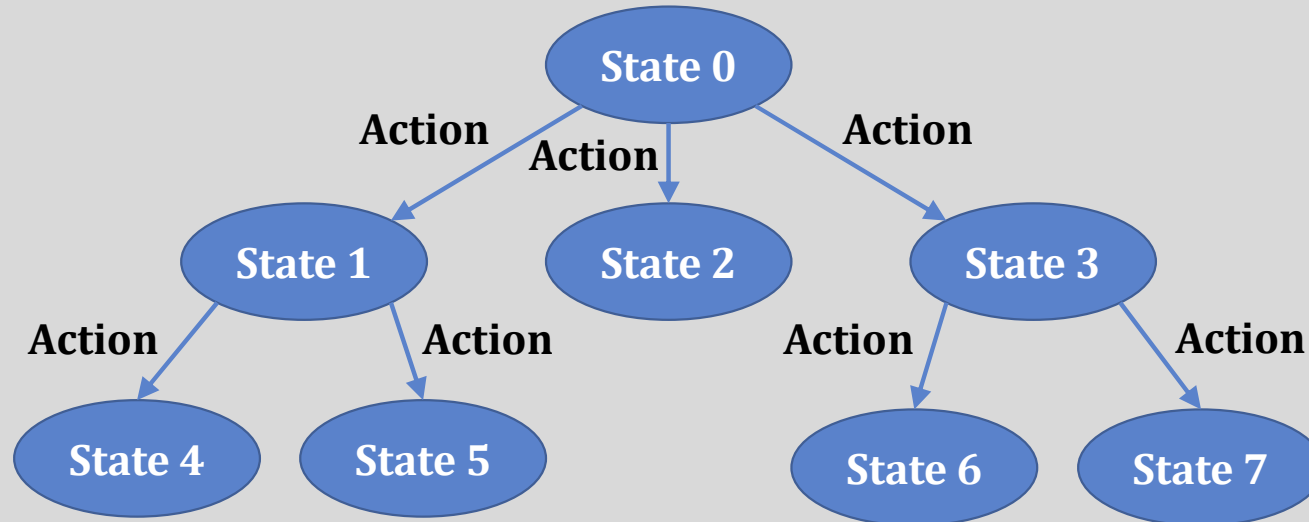 State 0
Action
Action
Action
State 1
State 2
State 3
Action
Action
Action
Action
State 4
State 5
State 6
State 7